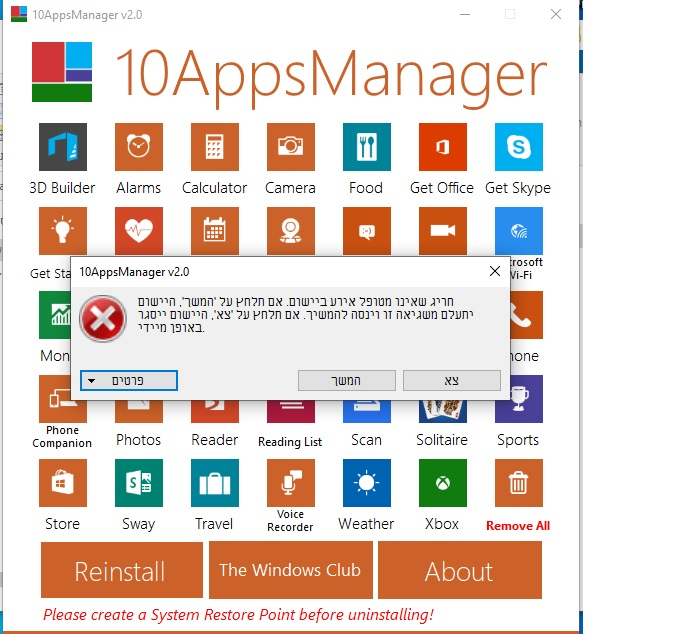 10AppsManager v2.0
10AppsManager
3D Builder Alarms Calculator Camera Food Get Office Get Skype
Get Sta
crosoft
Wi-Fi
10AppsManager v2.0
חריג שאינו מטופל אירע ביישום. אם תלחץ על 'המשך', היישום
יתעלם משגיאה זו וינסה להמשיך. אם תלחץ על 'צא', היישום ייסגר
באופן מיידי.
פרטים
המשך
צא
Mon
hone
Phone
Companion
Photos Reader Reading List Scan Solitaire Sports
Store Sway Travel
Voice
Recorder
Weather Xbox Remove All
Reinstall The Windows Club About
Please create a System Restore Point before uninstalling!